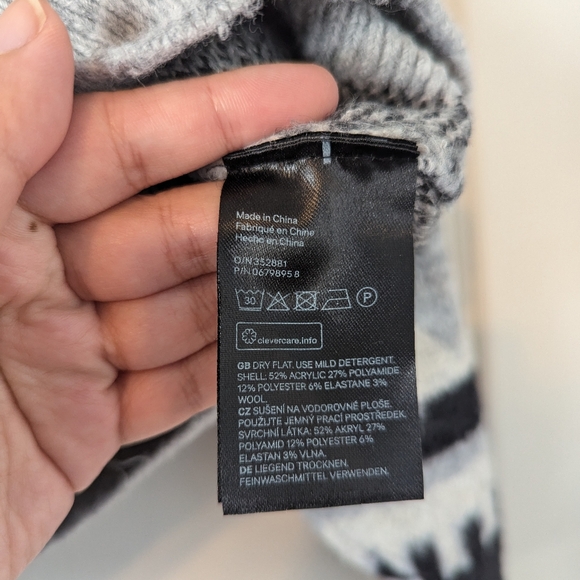 Made in China
Fabriqué en Chine
Hecho en China
O/N 352881
P/N 0679895 8
30
P
clevercare.info
GB DRY FLAT. USE MILD DETERGENT.
SHELL: 52% ACRYLIC 27% POLYAMIDE
12% POLYESTER 6% ELASTANE 3%
WOOL.
CZ SUŠENÍ NA VODOROVNÉ PLOŠE.
POUŽIJTE JEMNÝ PRACÍ PROSTŘEDEK.
SVRCHNÍ LÁTKA: 52% AKRYL 27%
POLYAMID 12% POLYESTER 6%
ELASTAN 3% VLNA.
DE LIEGEND TROCKNEN.
FEINWASCHMITTEL VERWENDEN.